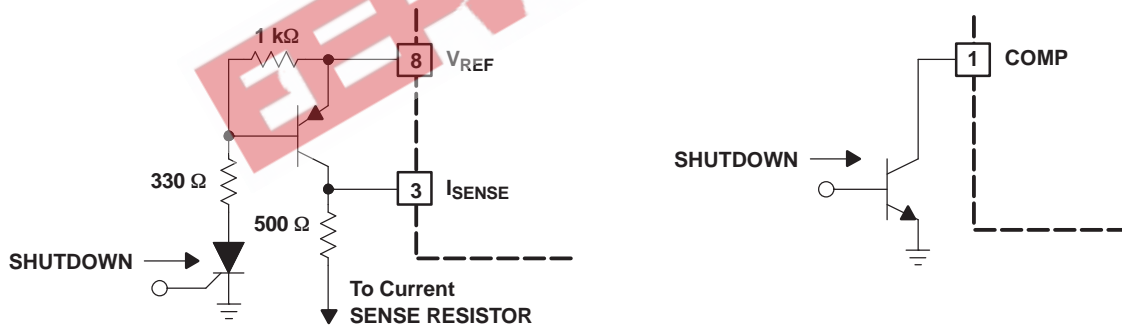 1 kΩ
8 VREF
330 Ω
3 ISENSE
500 Ω
SHUTDOWN
To Current
SENSE RESISTOR
1 COMP
SHUTDOWN